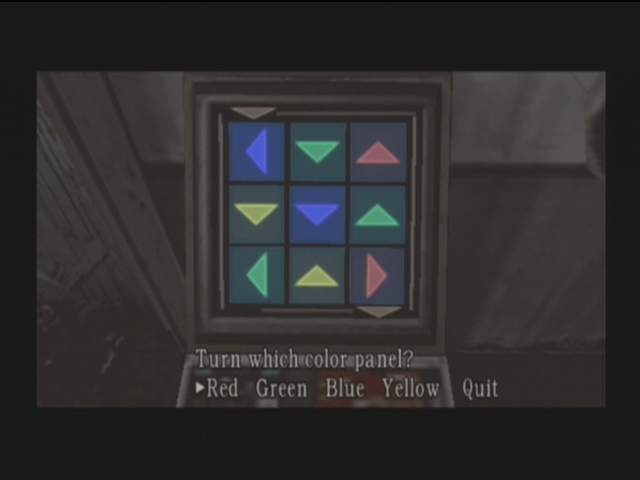 Turn which color panel?
▶Red Green Blue Yellow Quit